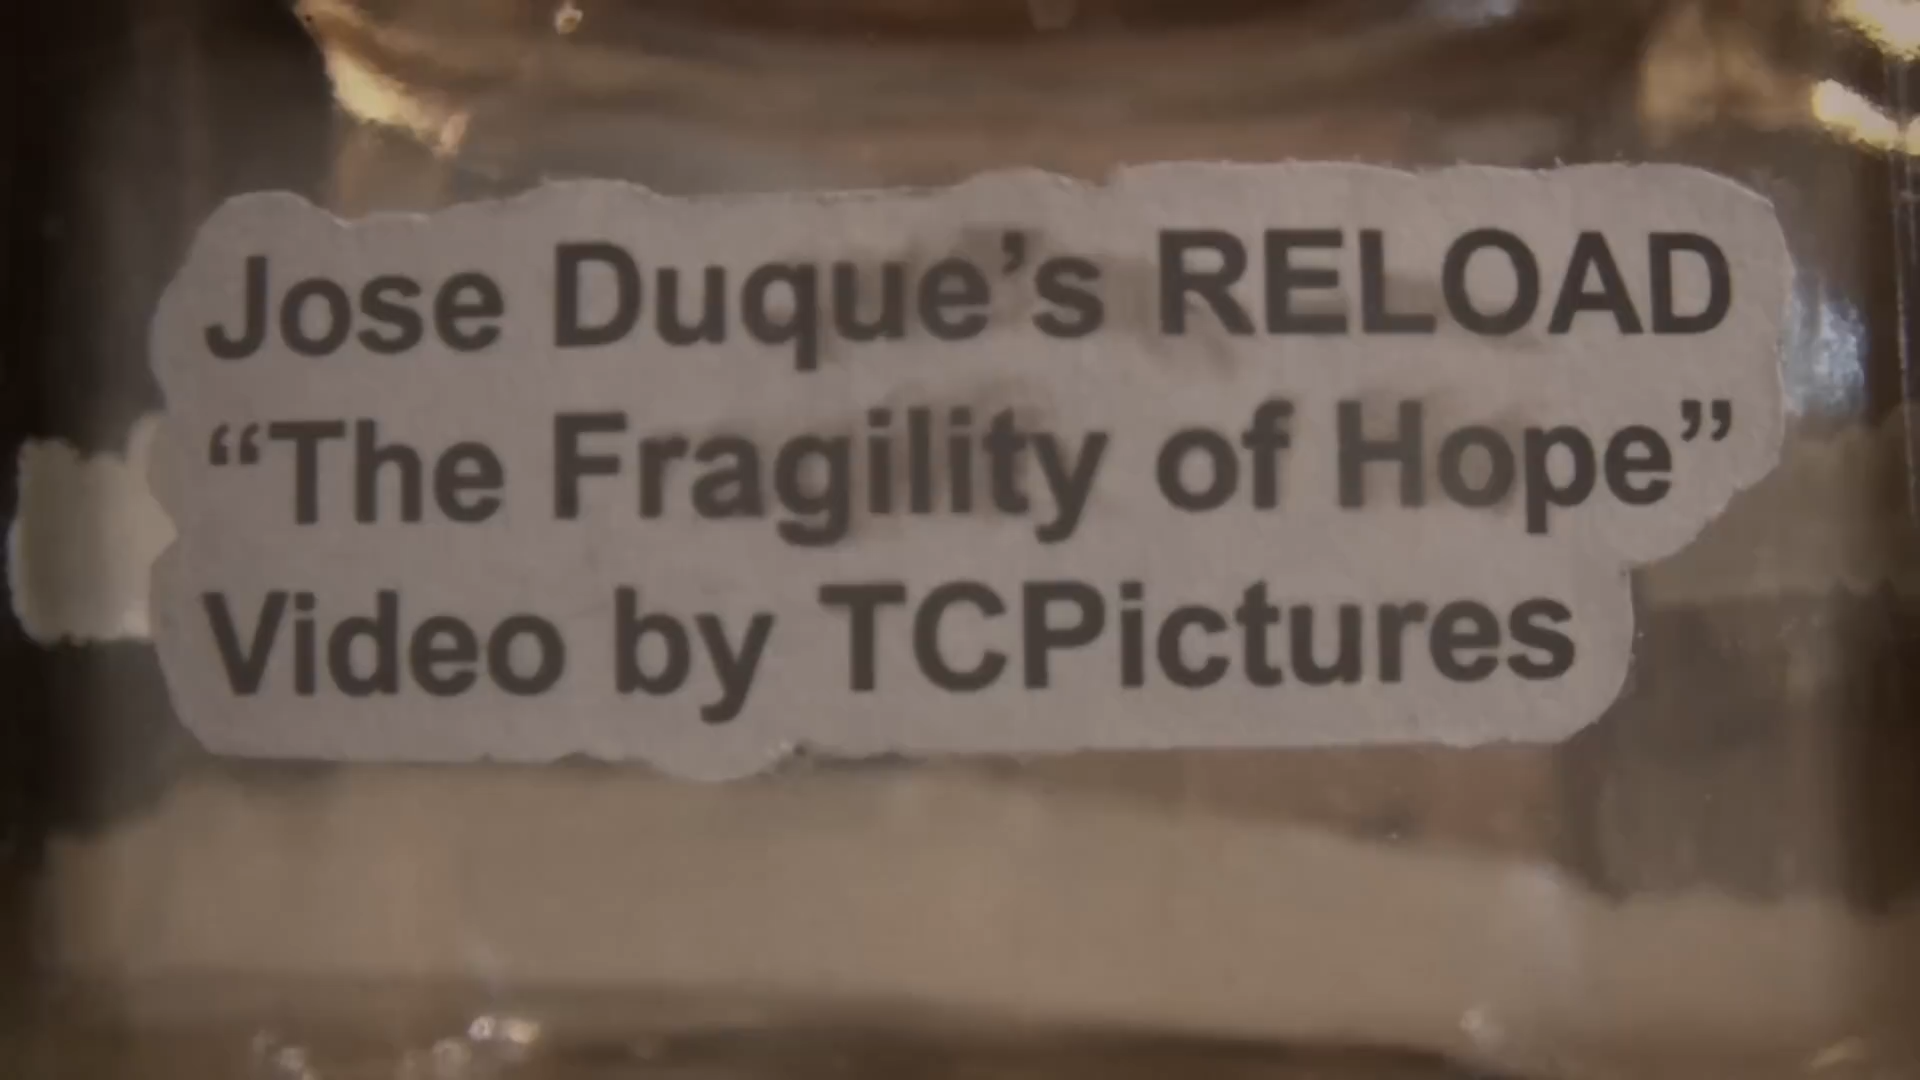 Jose Duque’s RELOAD
“The Fragility of Hope”
Video by TCPictures